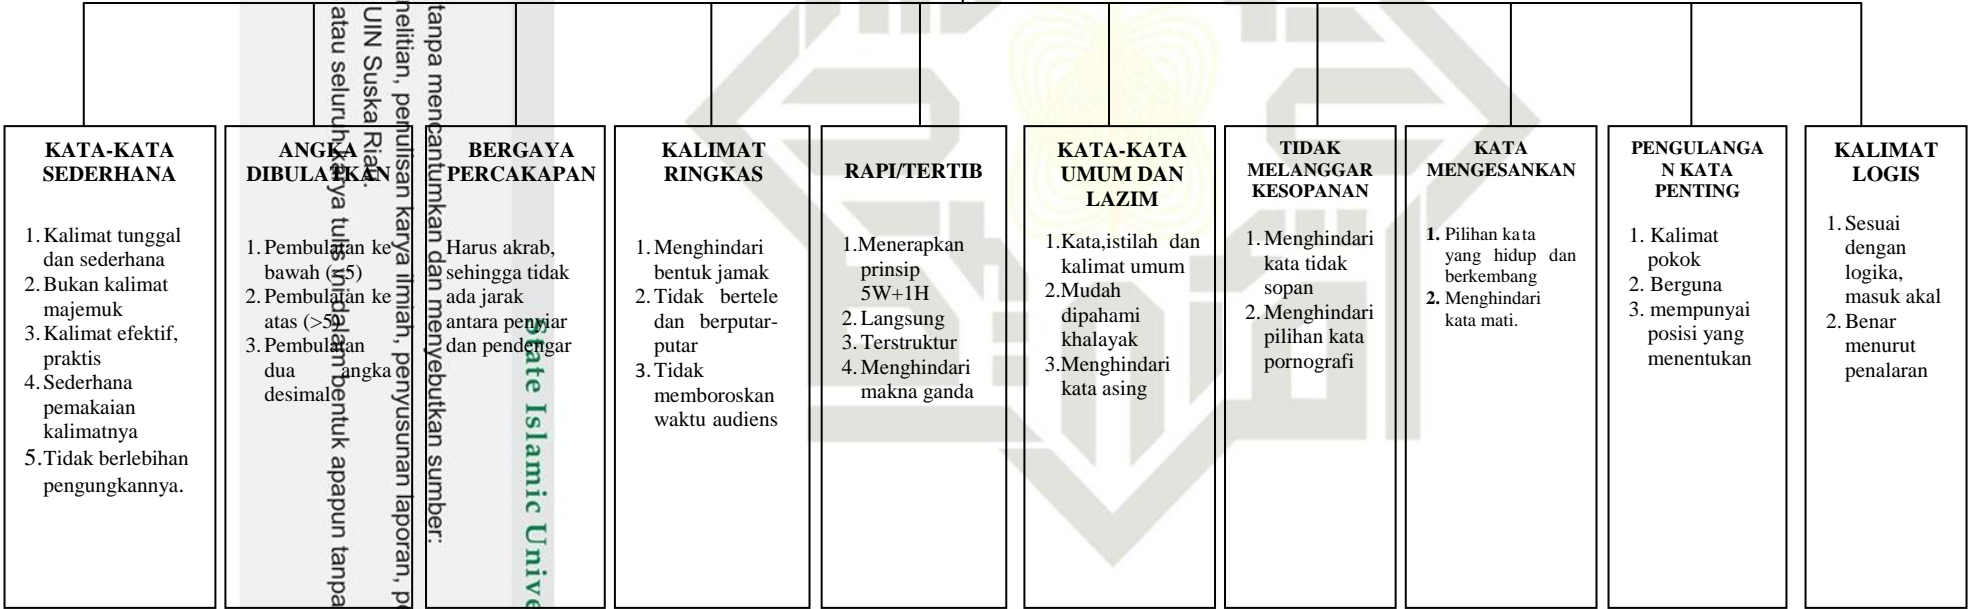 KATA-KATA
SEDERHANA
1. Kalimat tunggal
dan sederhana
2. Bukan kalimat
majemuk
3. Kalimat efektif,
praktis
4. Sederhana
pemakaian
kalimatnya
5. Tidak berlebihan
pengungkannya.
ANGKA
DIBULATKAN
1. Pembulatan ke
bawah (<5)
2. Pembulatan ke
atas (>5)
3. Pembulatan
dua angka
desimal
BERGAYA
PERCAKAPAN
Harus akrab,
sehingga tidak
ada jarak
antara penyiar
dan pendengar
KALIMAT
RINGKAS
1. Menghindari
bentuk jamak
2. Tidak bertele
dan berputar-
putar
3. Tidak
memboroskan
waktu audiens
RAPI/TERTIB
1.Menerapkan
prinsip
5W+1H
2. Langsung
3. Terstruktur
4. Menghindari
makna ganda
KATA-KATA
UMUM DAN
LAZIM
1.Kata,istilah dan
kalimat umum
2.Mudah
dipahami
khalayak
3.Menghindari
kata asing
TIDAK
MELANGGAR
KESOPANAN
1. Menghindari
kata tidak
sopan
2. Menghindari
pilihan kata
pornografi
KATA
MENGESANKAN
1. Pilihan kata
yang hidup dan
berkembang
2. Menghindari
kata mati.
PENGULANGA
N KATA
PENTING
1. Kalimat
pokok
2. Berguna
3. mempunyai
posisi yang
menentukan
KALIMAT
LOGIS
1. Sesuai
dengan
logika,
masuk akal
2. Benar
menurut
penalaran
tanpa mencantumkan dan menyebutkan sumber:
penulisan karya ilmiah, penyusunan laporan,
UIN Suska Riau.
atau seluruh karya tulis ini dalam bentuk apapun tanpa
State Islamic